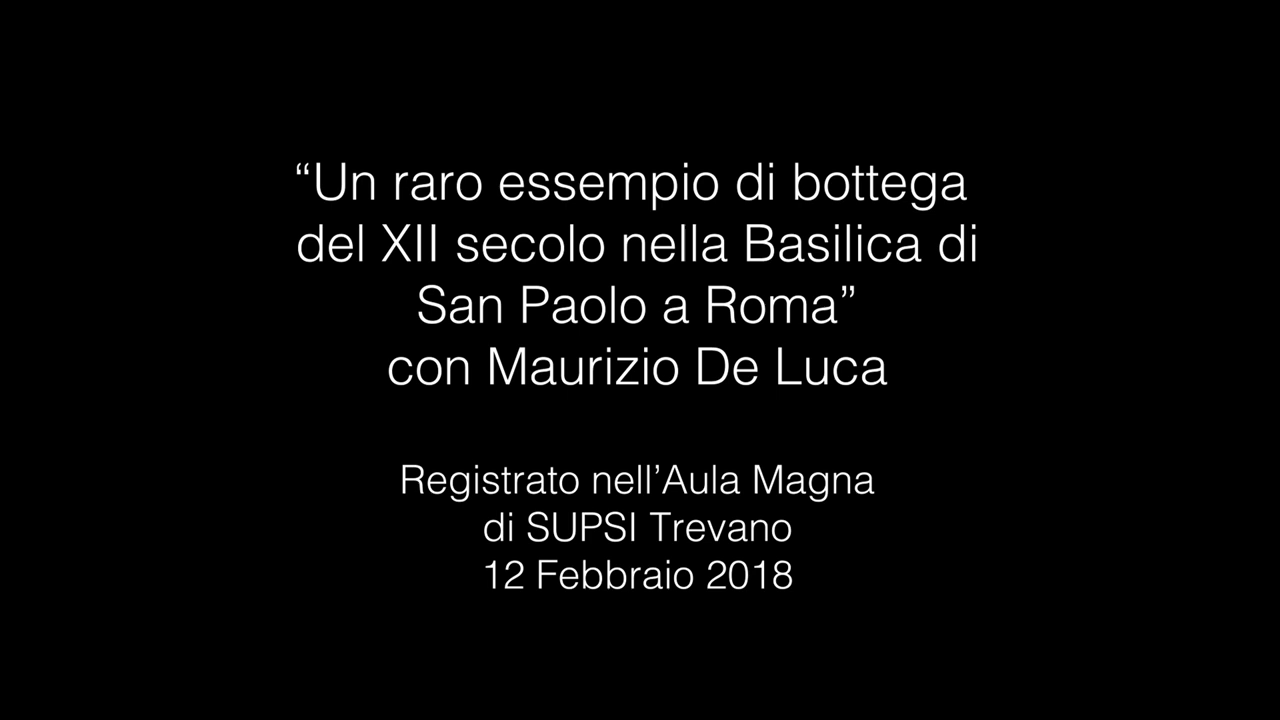 “Un raro essempio di bottega
del XII secolo nella Basilica di
San Paolo a Roma”
con Maurizio De Luca
Registrato nell’Aula Magna
di SUPSI Trevano
12 Febbraio 2018